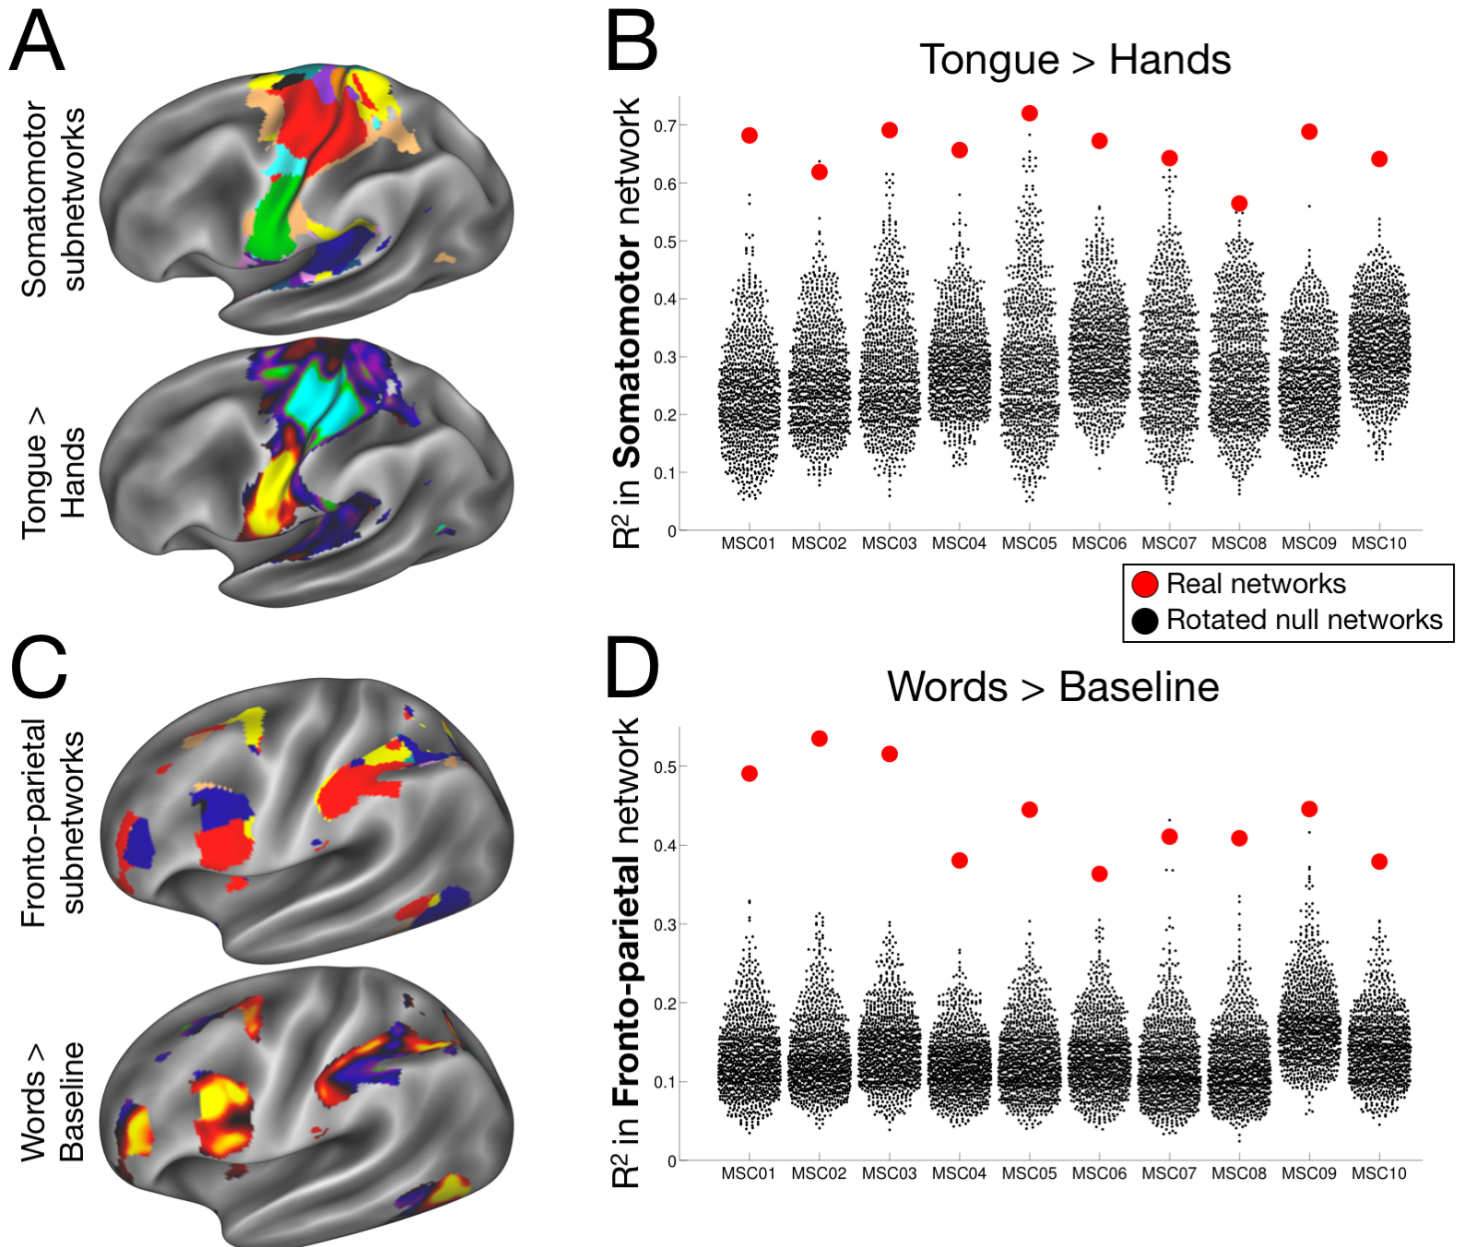 A
Somatomotor
subnetworks
Tongue >
Hands
B
Tongue > Hands
R² in Somatomotor network
0.7
0.6
0.5
0.4
0.3
0.2
0.1
0
MSC01 MSC02 MSC03 MSC04 MSC05 MSC06 MSC07 MSC08 MSC09 MSC10
Real networks
Rotated null networks
C
Fronto-parietal
subnetworks
Words >
Baseline
D
Words > Baseline
R² in Fronto-parietal network
0.5
0.4
0.3
0.2
0.1
0
MSC01 MSC02 MSC03 MSC04 MSC05 MSC06 MSC07 MSC08 MSC09 MSC10